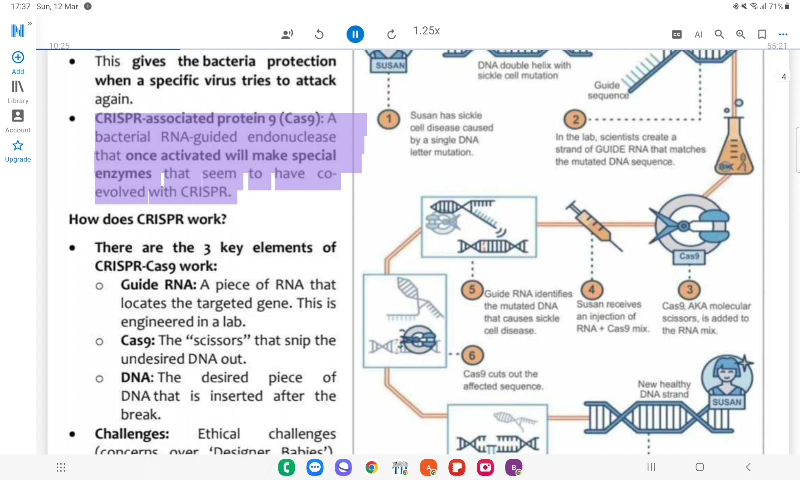 17:37 Sun, 12 Mar
71%
N »
1.25x
CC AI
10:25
55:21
Add
Library
Account
Upgrade
4
This gives the bacteria protection
when a specific virus tries to attack
again.
CRISPR-associated protein 9 (Cas9): A
bacterial RNA-guided endonuclease
that once activated will make special
enzymes that seem to have co-
evolved with CRISPR.
How does CRISPR work?
There are the 3 key elements of
CRISPR-Cas9 work:
Guide RNA: A piece of RNA that
locates the targeted gene. This is
engineered in a lab.
Cas9: The “scissors” that snip the
undesired DNA out.
DNA: The desired piece of
DNA that is inserted after the
break.
Challenges: Ethical challenges
(concerns over ‘Designer Babies’)
SUSAN
DNA double helix with
sickle cell mutation
Guide
sequence
1
Susan has sickle
cell disease caused
by a single DNA
letter mutation.
2
In the lab, scientists create a
strand of GUIDE RNA that matches
the mutated DNA sequence.
Cas9
3
Cas9, AKA molecular
scissors, is added to
the RNA mix.
4
Susan receives
an injection of
RNA + Cas9 mix.
5
Guide RNA identifies
the mutated DNA
that causes sickle
cell disease.
6
Cas9 cuts out the
affected sequence.
New healthy
DNA strand
SUSAN